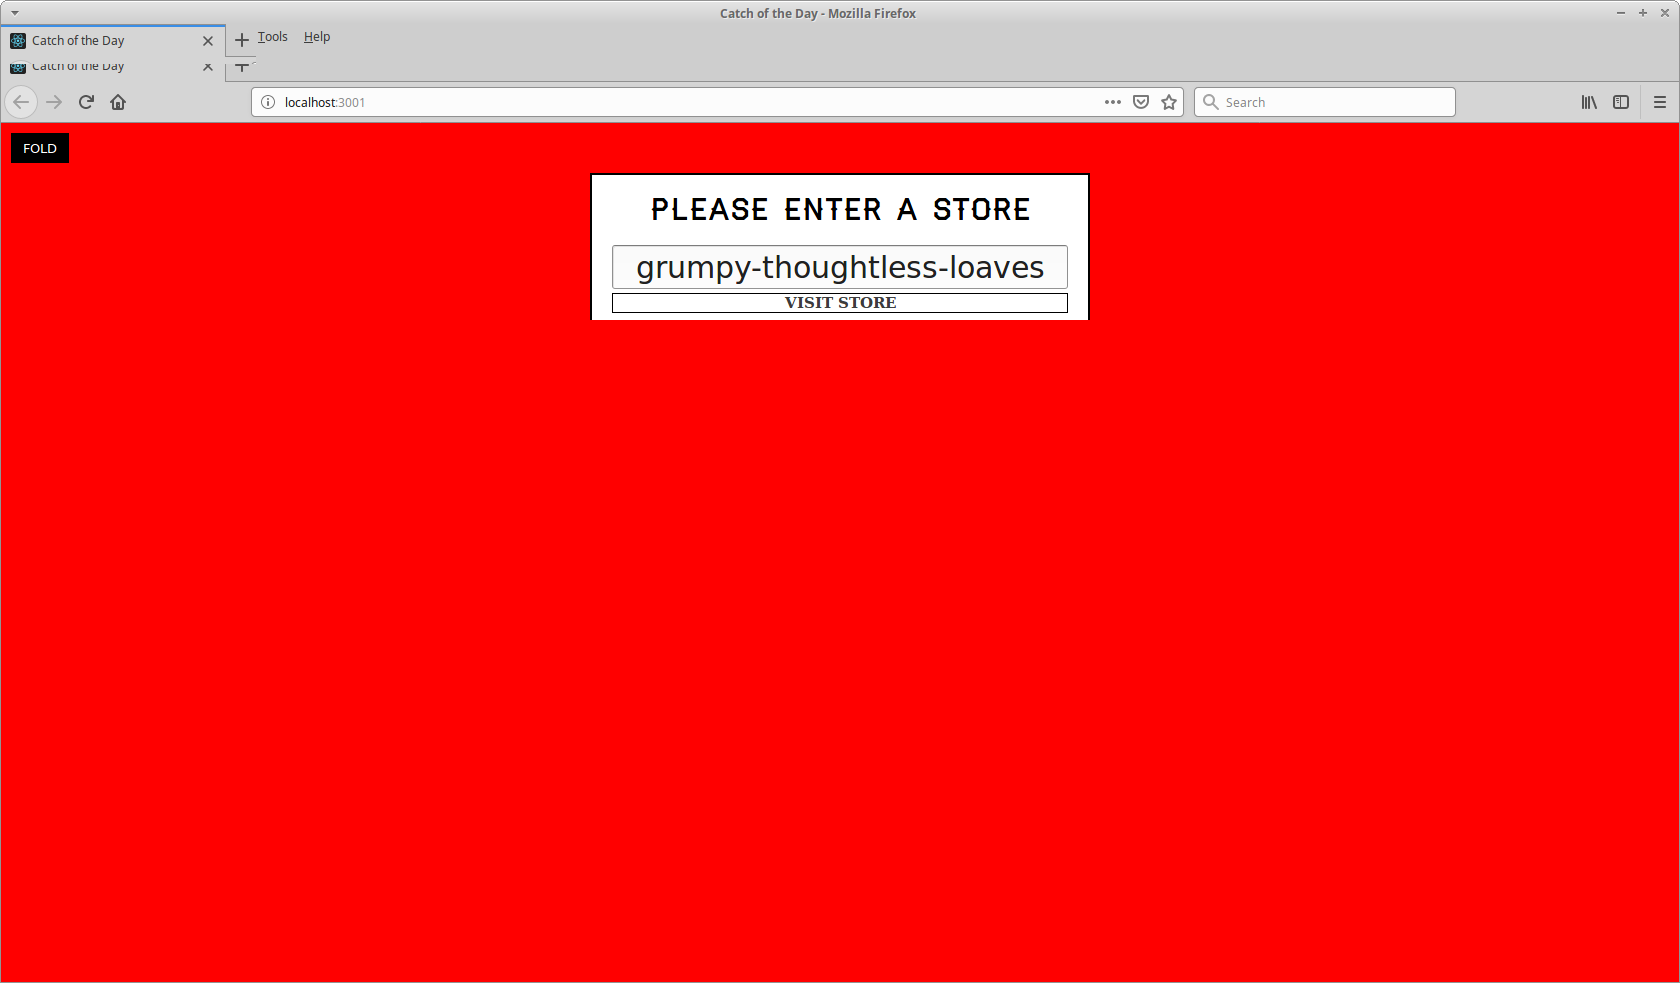 Catch of the Day - Mozilla Firefox
Catch of the Day
Tools Help
Catch of the Day
localhost:3001
Search
FOLD
PLEASE ENTER A STORE
grumpy-thoughtless-loaves
VISIT STORE